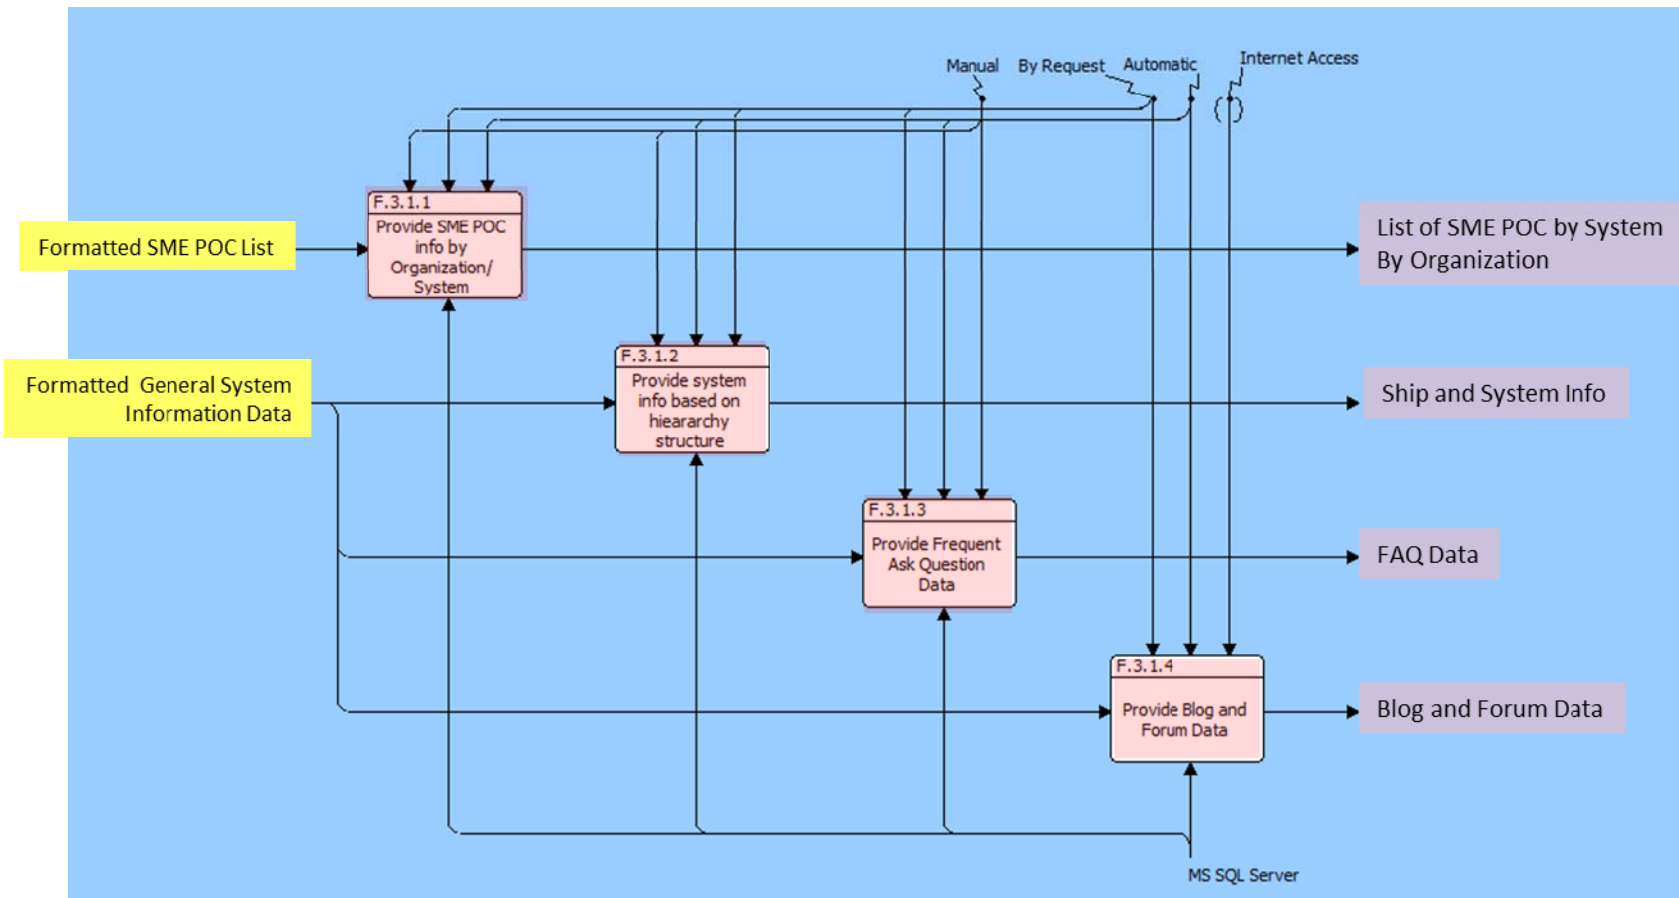 Manual
By Request
Automatic
Internet Access
F.3.1.1
Provide SME POC
info by
Organization/
System
Formatted SME POC List
List of SME POC by System
By Organization
F.3.1.2
Provide system
info based on
hieararchy
structure
Formatted General System
Information Data
Ship and System Info
F.3.1.3
Provide Frequent
Ask Question
Data
FAQ Data
F.3.1.4
Provide Blog and
Forum Data
Blog and Forum Data
MS SQL Server